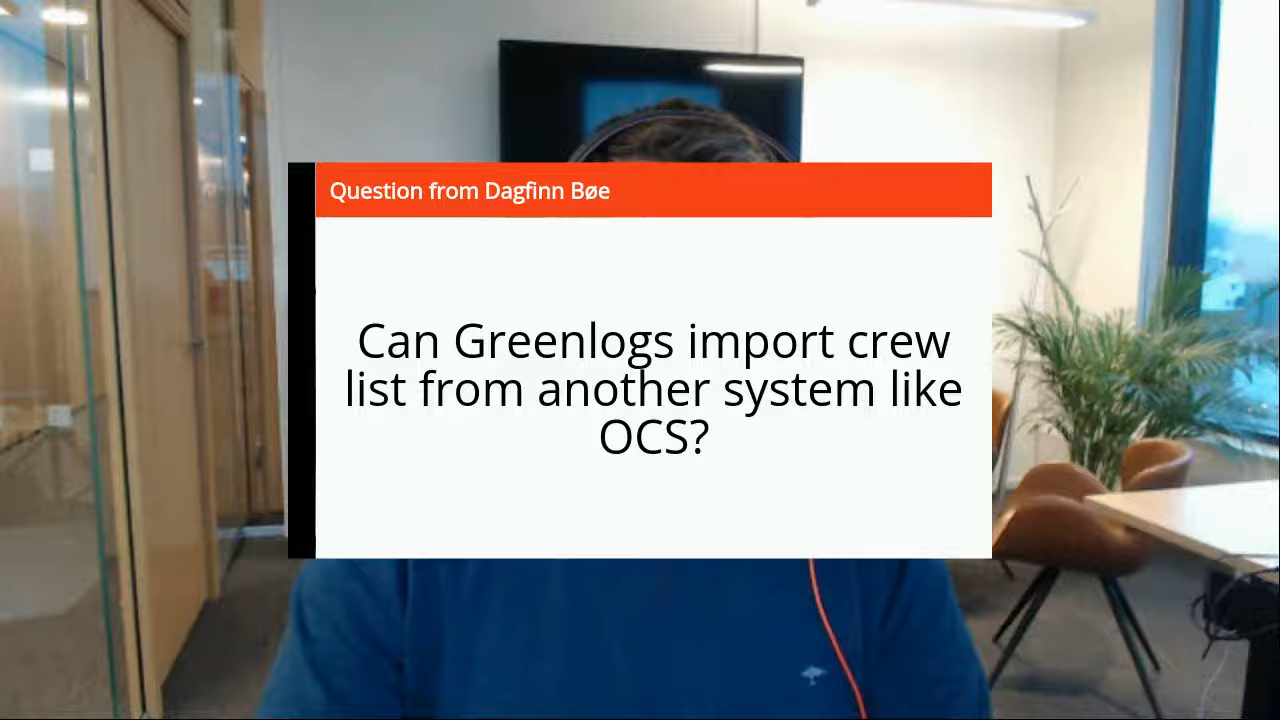 Question from Dagfinn Bøe
Can Greenlogs import crew
list from another system like
OCS?